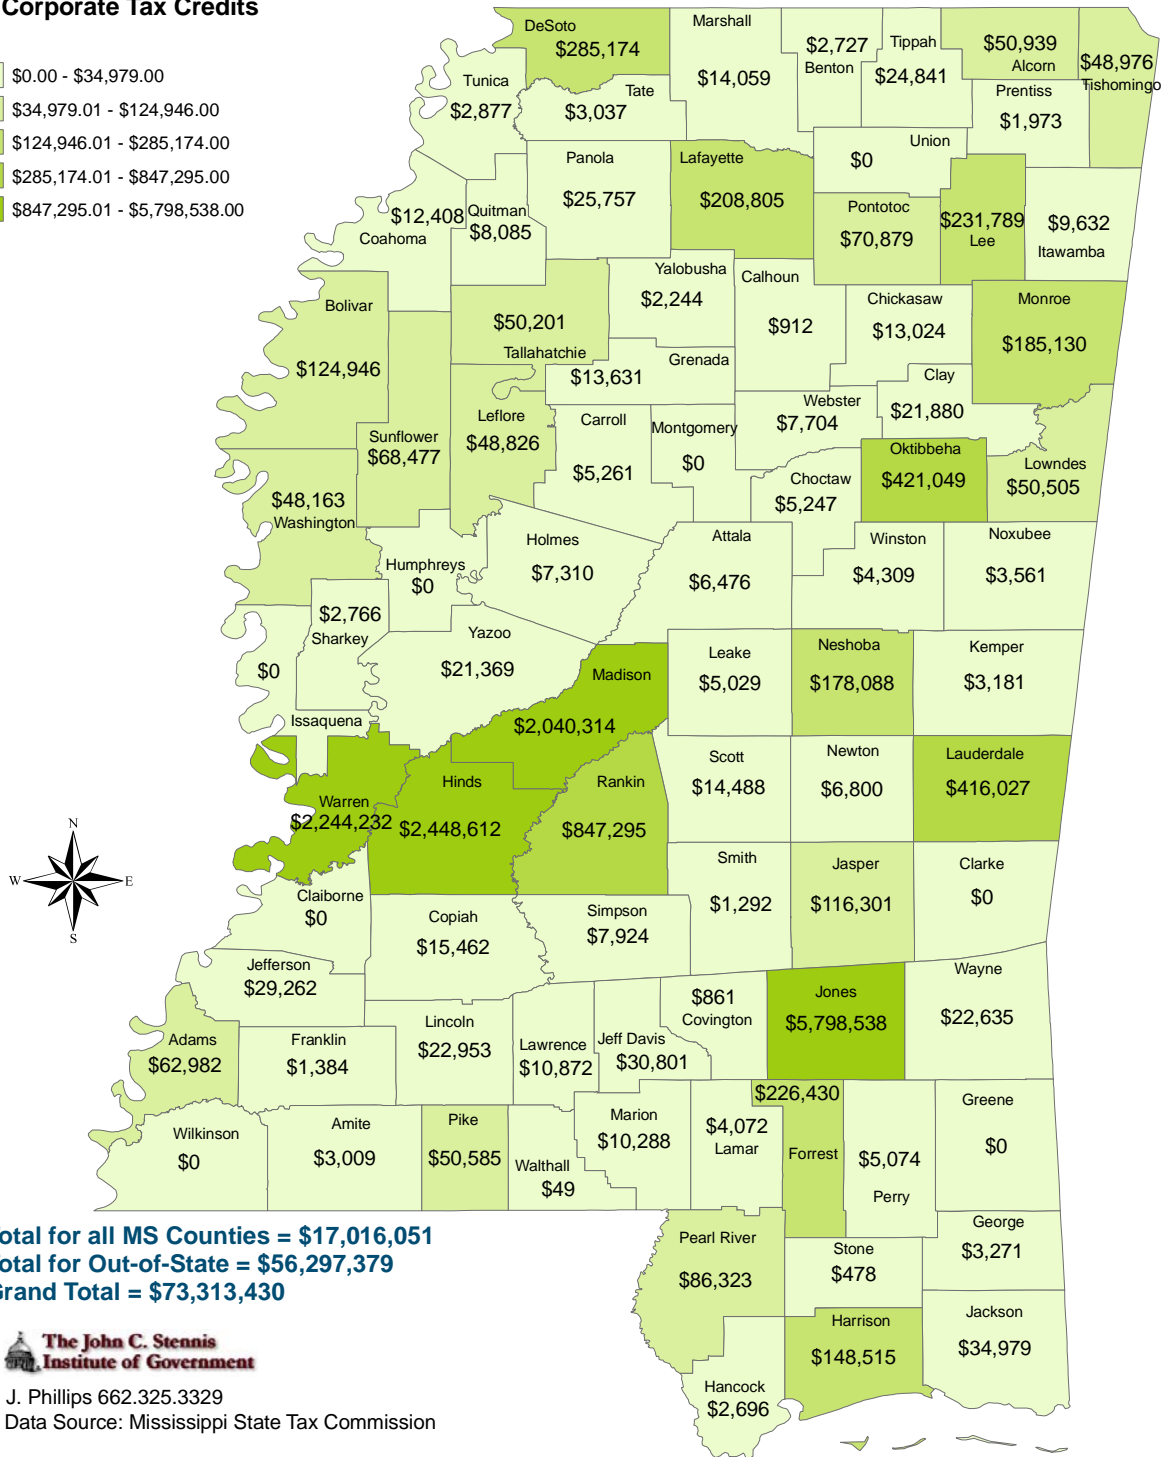 Corporate Tax Credits
$0.00 - $34,979.00
$34,979.01 - $124,946.00
$124,946.01 - $285,174.00
$285,174.01 - $847,295.00
$847,295.01 - $5,798,538.00
DeSoto
$285,174
Marshall
$14,059
$2,727
Benton
Tippah
$24,841
$50,939
Alcorn
$48,976
Tishomingo
Tunica
$2,877
Tate
$3,037
Prentiss
$1,973
Panola
$25,757
Lafayette
$208,805
Union
$0
$12,408
Coahoma
Quitman
$8,085
Pontotoc
$70,879
$231,789
Lee
$9,632
Itawamba
Bolivar
$124,946
$50,201
Tallahatchie
Yalobusha
$2,244
Calhoun
$912
Chickasaw
$13,024
Monroe
$185,130
Grenada
$13,631
Clay
$21,880
Sunflower
$68,477
Leflore
$48,826
Carroll
$5,261
Montgomery
$0
Webster
$7,704
Oktibbeha
$421,049
Lowndes
$50,505
$48,163
Washington
Choctaw
$5,247
Humphreys
$0
Holmes
$7,310
Attala
$6,476
Winston
$4,309
Noxubee
$3,561
$2,766
Sharkey
Yazoo
$21,369
$0
Issaquena
Madison
$2,040,314
Leake
$5,029
Neshoba
$178,088
Kemper
$3,181
Warren
$2,244,232
Hinds
$2,448,612
Rankin
$847,295
Scott
$14,488
Newton
$6,800
Lauderdale
$416,027
N
W
E
S
Claiborne
$0
Copiah
$15,462
Simpson
$7,924
Smith
$1,292
Jasper
$116,301
Clarke
$0
Jefferson
$29,262
Adams
$62,982
Franklin
$1,384
Lincoln
$22,953
Lawrence
$10,872
Jeff Davis
$30,801
$861
Covington
Jones
$5,798,538
Wayne
$22,635
Wilkinson
$0
Amite
$3,009
Pike
$50,585
Walthall
$49
Marion
$10,288
$4,072
Lamar
$226,430
Forrest
$5,074
Perry
Greene
$0
Pearl River
$86,323
Stone
$478
George
$3,271
Hancock
$2,696
Harrison
$148,515
Jackson
$34,979
otal for all MS Counties = $17,016,051
otal for Out-of-State = $56,297,379
Grand Total = $73,313,430
The John C. Stennis
Institute of Government
J. Phillips 662.325.3329
Data Source: Mississippi State Tax Commission